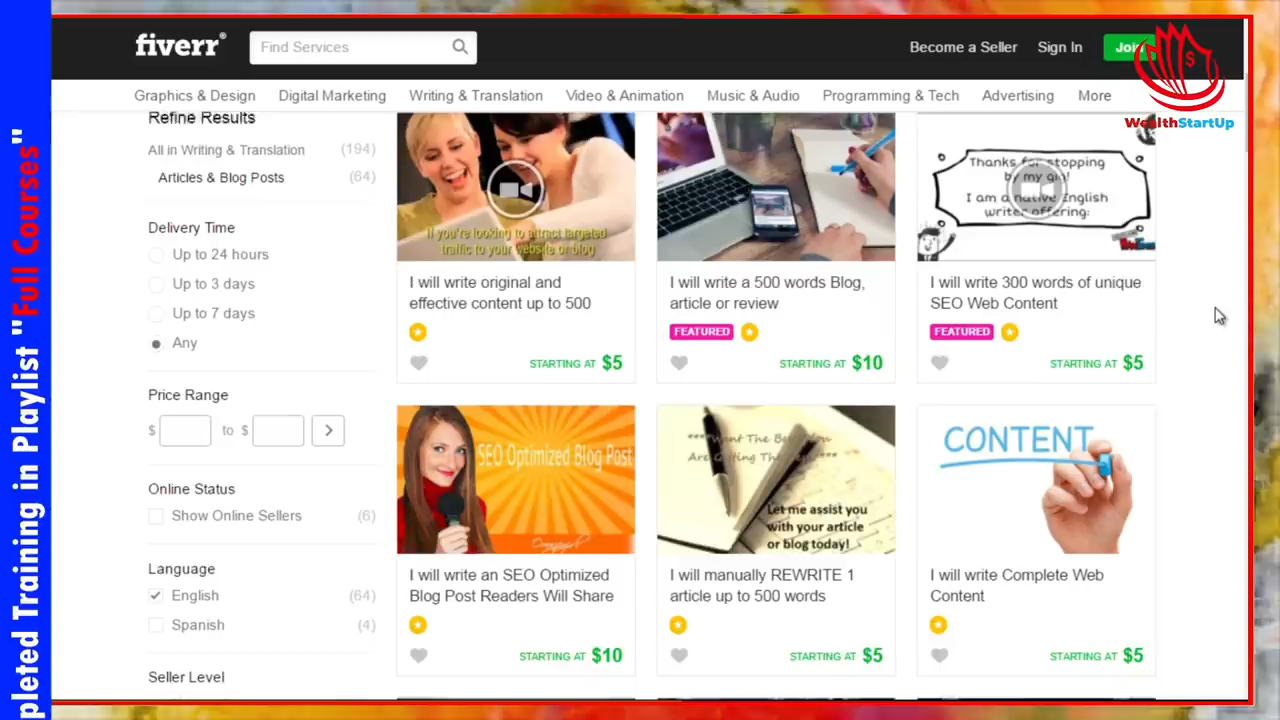 pleted Training in Playlist "Full Courses"
fiverr®
Find Services
Become a Seller
Sign In
Join
$
WealthStartUp
Graphics & Design
Digital Marketing
Writing & Translation
Video & Animation
Music & Audio
Programming & Tech
Advertising
More
Refine Results
All in Writing & Translation (194)
Articles & Blog Posts (64)
Delivery Time
Up to 24 hours
Up to 3 days
Up to 7 days
Any
Price Range
$ to $
Online Status
Show Online Sellers (6)
Language
English (64)
Spanish (4)
Seller Level
If you're looking to attract targeted
traffic to your website or blog
I will write original and
effective content up to 500
STARTING AT $5
I will write a 500 words Blog,
article or review
FEATURED
STARTING AT $10
Thanks for stopping
by my gig!
I am a native English
writer offering:
I will write 300 words of unique
SEO Web Content
FEATURED
STARTING AT $5
SEO Optimized Blog Post
I will write an SEO Optimized
Blog Post Readers Will Share
STARTING AT $10
Let me assist you
with your article
or blog today!
I will manually REWRITE 1
article up to 500 words
STARTING AT $5
CONTENT
I will write Complete Web
Content
STARTING AT $5